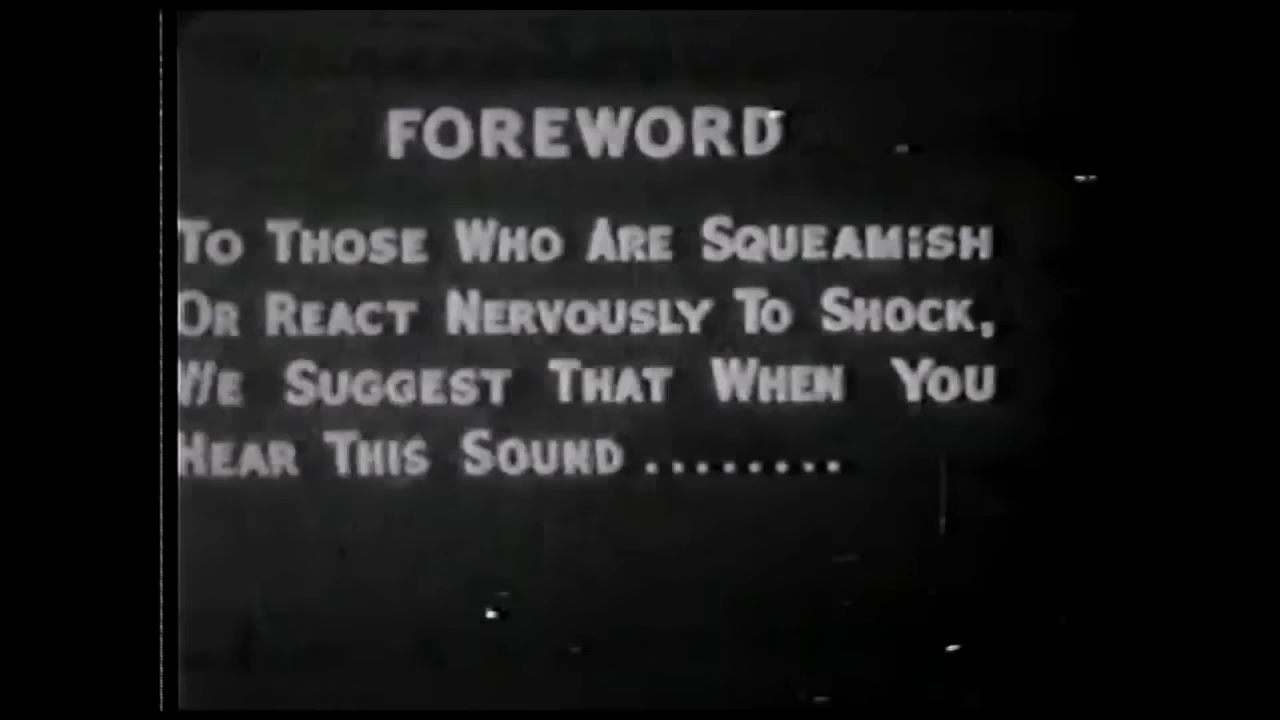 FOREWORD
TO THOSE WHO ARE SQUEAMISH
OR REACT NERVOUSLY TO SHOCK,
WE SUGGEST THAT WHEN YOU
HEAR THIS SOUND ........